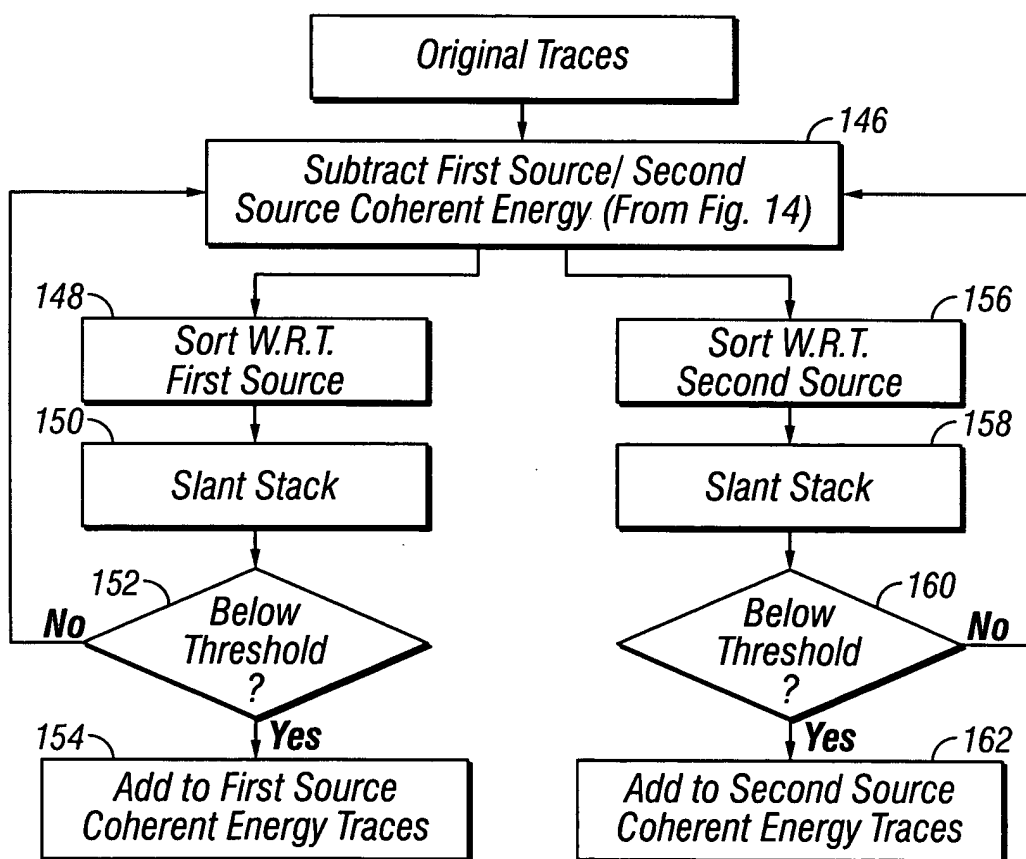 Original Traces
146
Subtract First Source/ Second
Source Coherent Energy (From Fig. 14)
148
Sort W.R.T.
First Source
156
Sort W.R.T.
Second Source
150
Slant Stack
158
Slant Stack
152
Below
Threshold
?
No
Yes
160
Below
Threshold
?
No
Yes
154
Add to First Source
Coherent Energy Traces
162
Add to Second Source
Coherent Energy Traces